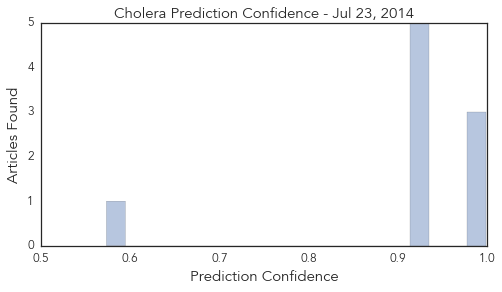 Cholera Prediction Confidence - Jul 23, 2014
Articles Found
5
4
3
2
1
0
0.5 0.6 0.7 0.8 0.9 1.0
Prediction Confidence